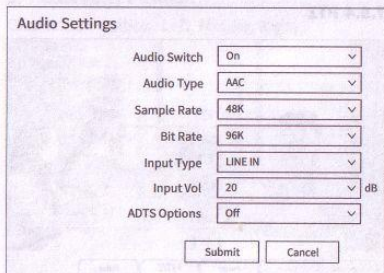 Audio Settings
Audio Switch On
Audio Type AAC
Sample Rate 48K
Bit Rate 96K
Input Type LINE IN
Input Vol 20 dB
ADTS Options Off
Submit Cancel